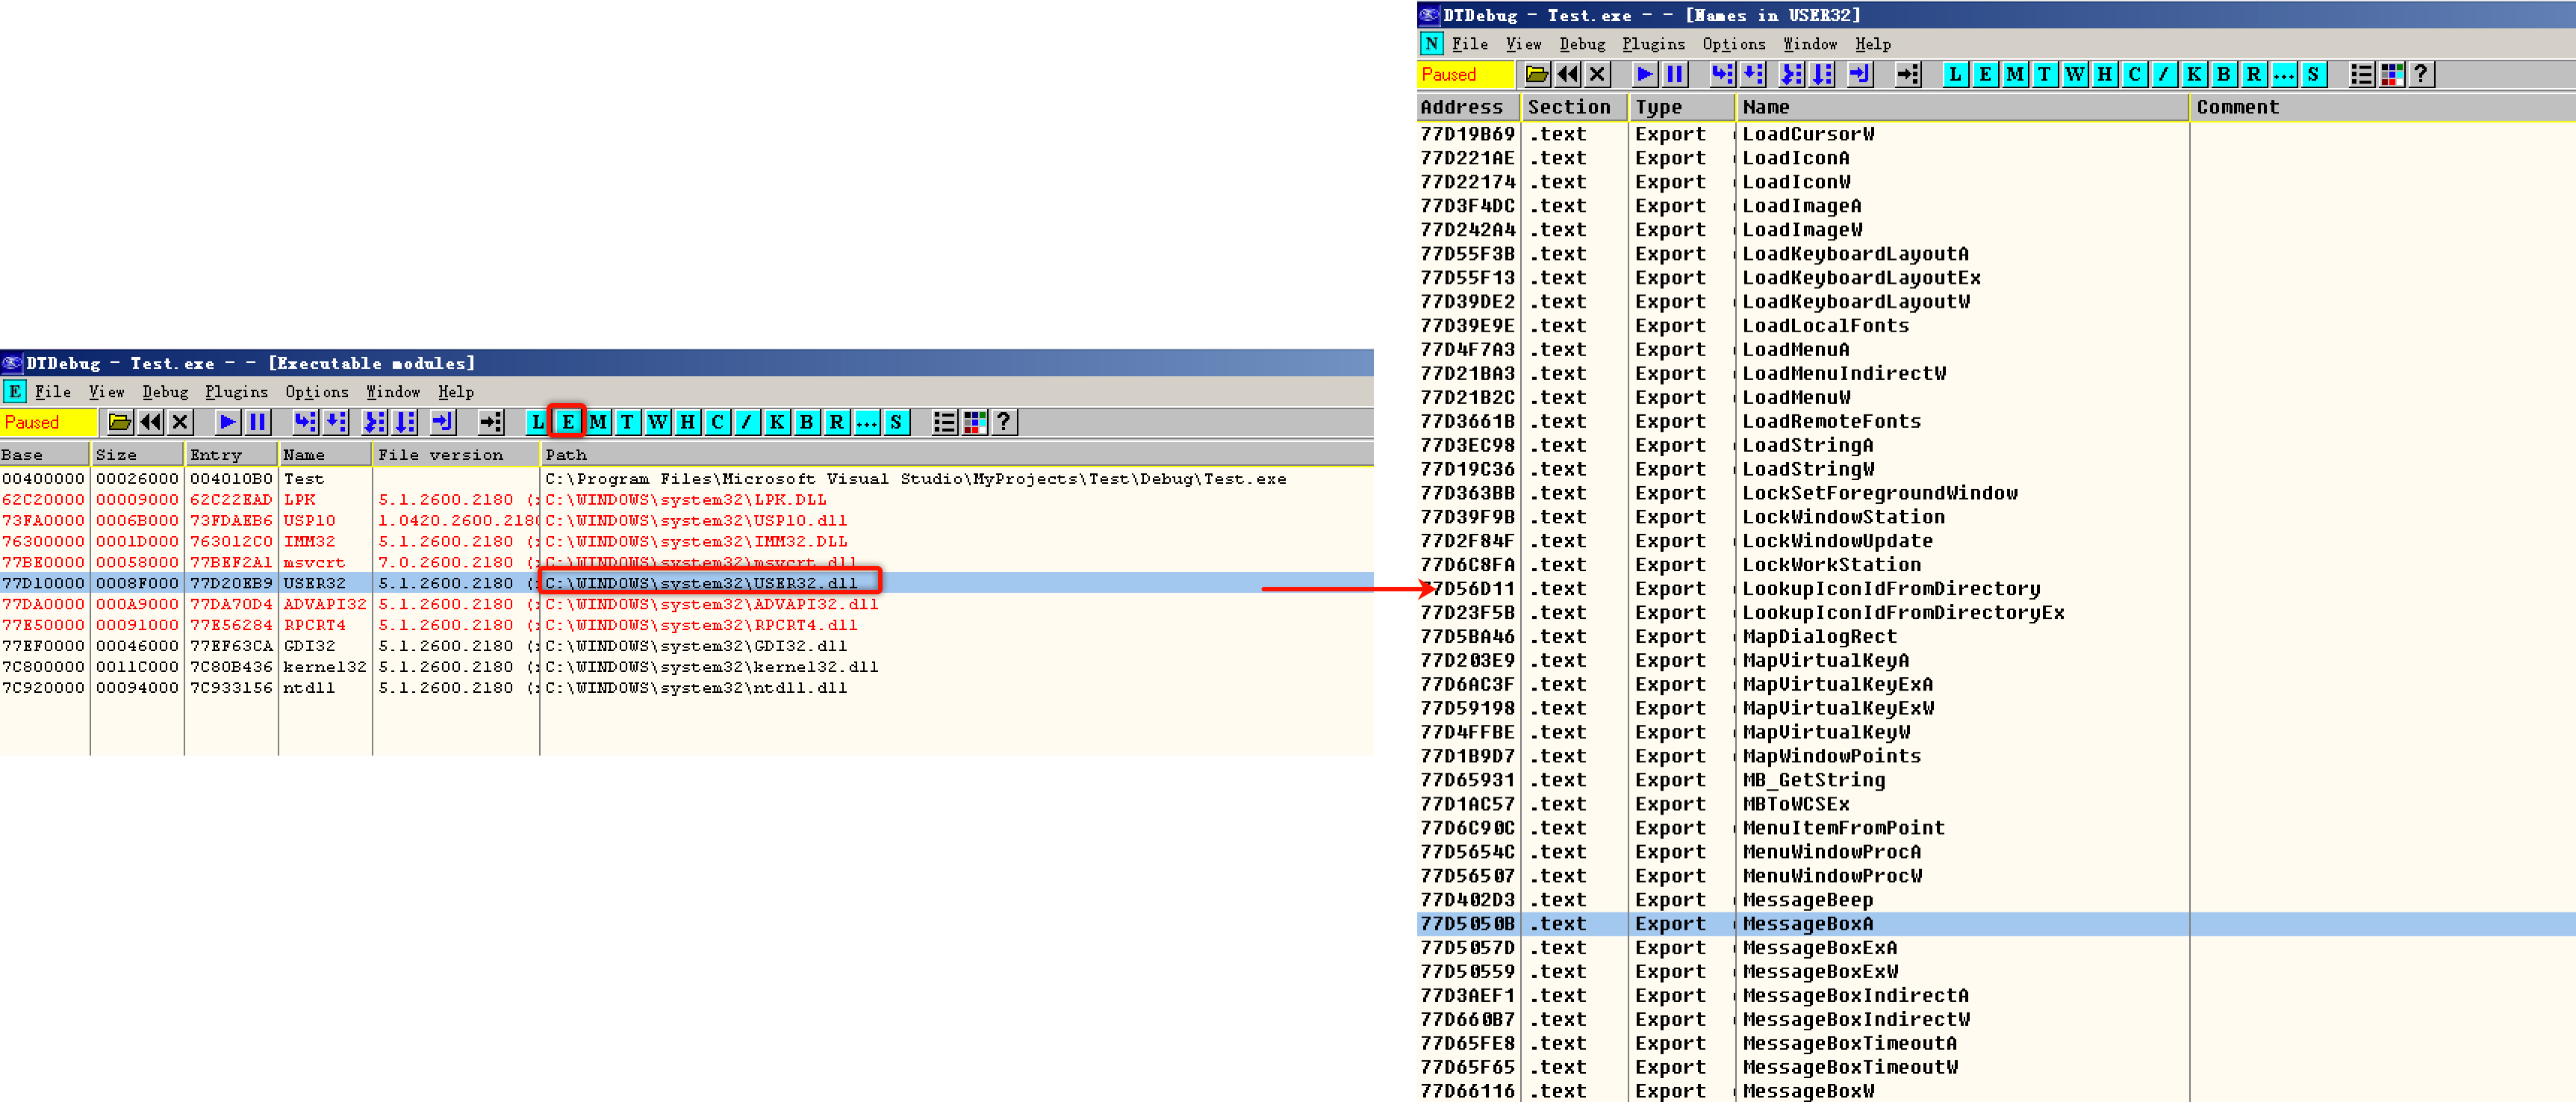 DTDebug - Test.exe - - [Executable modules]
E File View Debug Plugins Options Window Help
Paused L E M T W H C / K B R ... S ?
Base Size Entry Name File version Path
00400000 00026000 004010B0 Test C:\Program Files\Microsoft Visual Studio\MyProjects\Test\Debug\Test.exe
62C20000 00009000 62C22EAD LPK 5.1.2600.2180 (: C:\WINDOWS\system32\LPK.DLL
73FA0000 0006B000 73FDAEB6 USP10 1.0420.2600.2180 C:\WINDOWS\system32\USP10.dll
76300000 0001D000 763012C0 IMM32 5.1.2600.2180 (: C:\WINDOWS\system32\IMM32.DLL
77BE0000 00058000 77BEF2A1 msvcrt 7.0.2600.2180 (: C:\WINDOWS\system32\msvcrt.dll
77D10000 0008F000 77D20EB9 USER32 5.1.2600.2180 (: C:\WINDOWS\system32\USER32.dll
77DA0000 000A9000 77DA70D4 ADVAPI32 5.1.2600.2180 (: C:\WINDOWS\system32\ADVAPI32.dll
77E50000 00091000 77E56284 RPCRT4 5.1.2600.2180 (: C:\WINDOWS\system32\RPCRT4.dll
77EF0000 00046000 77EF63CA GDI32 5.1.2600.2180 (: C:\WINDOWS\system32\GDI32.dll
7C800000 0011C000 7C80B436 kernel32 5.1.2600.2180 (: C:\WINDOWS\system32\kernel32.dll
7C920000 00094000 7C933156 ntdll 5.1.2600.2180 (: C:\WINDOWS\system32\ntdll.dll
DTDebug - Test.exe - - [Names in USER32]
N File View Debug Plugins Options Window Help
Paused L E M T W H C / K B R ... S ?
Address Section Type Name Comment
77D19B69 .text Export LoadCursorW
77D221AE .text Export LoadIconA
77D22174 .text Export LoadIconW
77D3F4DC .text Export LoadImageA
77D242A4 .text Export LoadImageW
77D55F3B .text Export LoadKeyboardLayoutA
77D55F13 .text Export LoadKeyboardLayoutEx
77D39DE2 .text Export LoadKeyboardLayoutW
77D39E9E .text Export LoadLocalFonts
77D4F7A3 .text Export LoadMenuA
77D21BA3 .text Export LoadMenuIndirectW
77D21B2C .text Export LoadMenuW
77D3661B .text Export LoadRemoteFonts
77D3EC98 .text Export LoadStringA
77D19C36 .text Export LoadStringW
77D363BB .text Export LockSetForegroundWindow
77D39F9B .text Export LockWindowStation
77D2F84F .text Export LockWindowUpdate
77D6C8FA .text Export LockWorkStation
77D56D11 .text Export LookupIconIdFromDirectory
77D23F5B .text Export LookupIconIdFromDirectoryEx
77D5BA46 .text Export MapDialogRect
77D203E9 .text Export MapVirtualKeyA
77D6AC3F .text Export MapVirtualKeyExA
77D59198 .text Export MapVirtualKeyExW
77D4FFBE .text Export MapVirtualKeyW
77D1B9D7 .text Export MapWindowPoints
77D65931 .text Export MB_GetString
77D1AC57 .text Export MBToWCSEx
77D6C90C .text Export MenuItemFromPoint
77D5654C .text Export MenuWindowProcA
77D56507 .text Export MenuWindowProcW
77D402D3 .text Export MessageBeep
77D5050B .text Export MessageBoxA
77D5057D .text Export MessageBoxExA
77D50559 .text Export MessageBoxExW
77D3AEF1 .text Export MessageBoxIndirectA
77D660B7 .text Export MessageBoxIndirectW
77D65FE8 .text Export MessageBoxTimeoutA
77D65F65 .text Export MessageBoxTimeoutW
77D66116 .text Export MessageBoxW